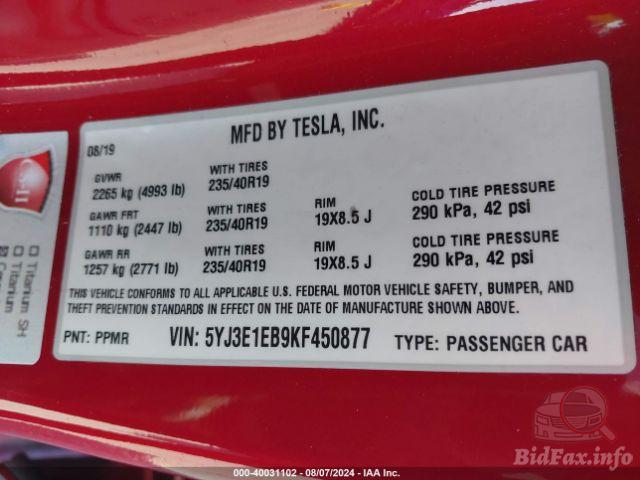 MFD BY TESLA, INC.
08/19
GVWR
2265 kg (4993 lb)
WITH TIRES
235/40R19
GAWR FRT
1110 kg (2447 lb)
WITH TIRES
235/40R19
RIM
19X8.5 J
COLD TIRE PRESSURE
290 kPa, 42 psi
GAWR RR
1257 kg (2771 lb)
WITH TIRES
235/40R19
RIM
19X8.5 J
COLD TIRE PRESSURE
290 kPa, 42 psi
THIS VEHICLE CONFORMS TO ALL APPLICABLE U.S. FEDERAL MOTOR VEHICLE SAFETY, BUMPER, AND
THEFT PREVENTION STANDARDS IN EFFECT ON THE DATE OF MANUFACTURE SHOWN ABOVE.
PNT: PPMR
VIN: 5YJ3E1EB9KF450877
TYPE: PASSENGER CAR
Titanium SH
Titanium
000-40031102 - 08/07/2024 - IAA Inc.
BidFax.info